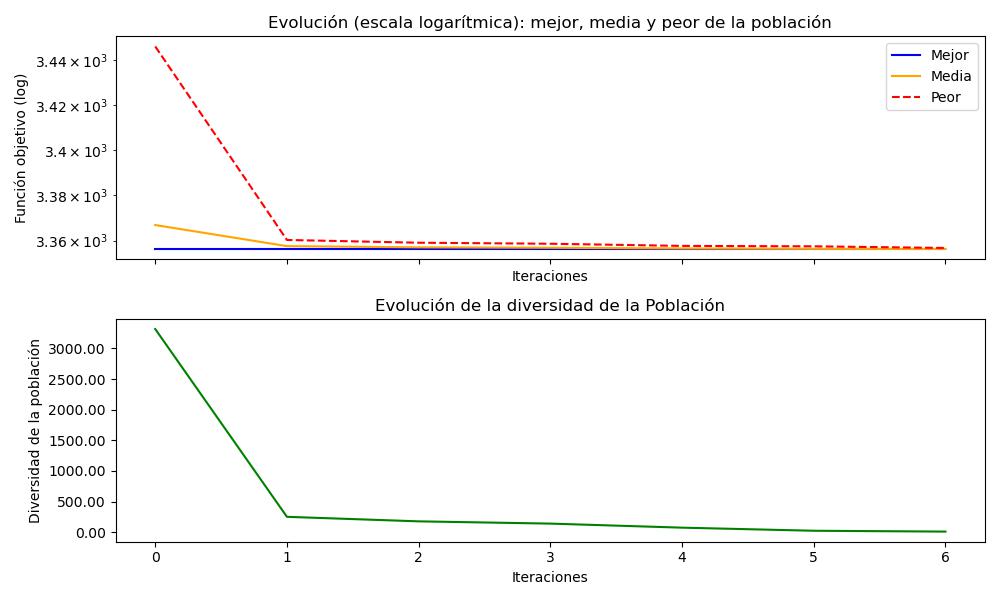 Evolución (escala logarítmica): mejor, media y peor de la población
Función objetivo (log)
3.44 × 10³
3.42 × 10³
3.4 × 10³
3.38 × 10³
3.36 × 10³
Mejor
Media
Peor
Iteraciones
Evolución de la diversidad de la Población
Diversidad de la población
3000.00
2500.00
2000.00
1500.00
1000.00
500.00
0.00
0 1 2 3 4 5 6
Iteraciones